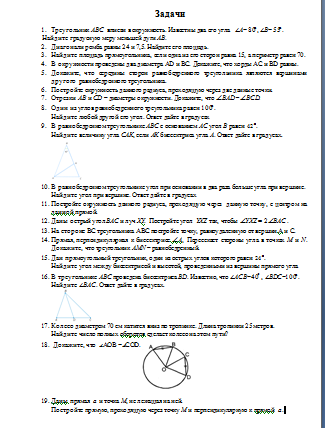 Задачи
1. Треугольник ABC вписан в окружность. Известны два его угла ∠A=80°, ∠B=53°.
Найдите градусную меру меньшей дуги AB.
2. Диагонали ромба равны 24 и 7,5. Найдите его площадь.
3. Найдите площадь прямоугольника, если одна из его сторон равна 15, а периметр равен 70.
4. В окружности проведены два диаметра AD и BC. Докажите, что хорды AC и BD равны.
5. Докажите, что середины сторон равнобедренного треугольника являются вершинами
другого равнобедренного треугольника.
6. Постройте окружность данного радиуса, проходящую через две данные точки.
7. Отрезки AB и CD – диаметры окружности. Докажите, что ∠BAD=∠BCD.
8. Один из углов равнобедренного треугольника равен 100°.
Найдите любой другой его угол. Ответ дайте в градусах.
9. В равнобедренном треугольнике ABC с основанием AC угол B равен 42°.
Найдите величину угла CAK, если AK биссектриса угла A. Ответ дайте в градусах.
10. В равнобедренном треугольнике угол при основании в два раза больше угла при вершине.
Найдите угол при вершине. Ответ дайте в градусах.
11. Постройте окружность данного радиуса, проходящую через данную точку, с центром на
данной прямой.
12. Даны острый угол BAC и луч XY. Постройте угол YXZ так, чтобы ∠YXZ = 2∠BAC.
13. На стороне BC треугольника ABC постройте точку, равноудаленную от вершин A и C.
14. Прямая, перпендикулярная к биссектрисе угла A, пересекает стороны угла в точках M и N.
Докажите, что треугольник AMN – равнобедренный.
15. Дан прямоугольный треугольник, один из острых углов которого равен 26°.
Найдите угол между биссектрисой и высотой, проведенными из вершины прямого угла.
16. В треугольнике ABC проведена биссектриса BD. Известно, что ∠ACB=40°, ∠BDC=100°.
Найдите ∠BAC. Ответ дайте в градусах.
17. Колесо диаметром 70 см катится вниз по тропинке. Длина тропинки 25 метров.
Найдите число полных оборотов, сделает колесо на этом пути?
18. Докажите, что ∠AOB=∠COD.
A
B
C
O
D
19. Даны, прямая a и точка M, не лежащая на ней.
Постройте прямую, проходящую через точку M и перпендикулярную к прямой a.